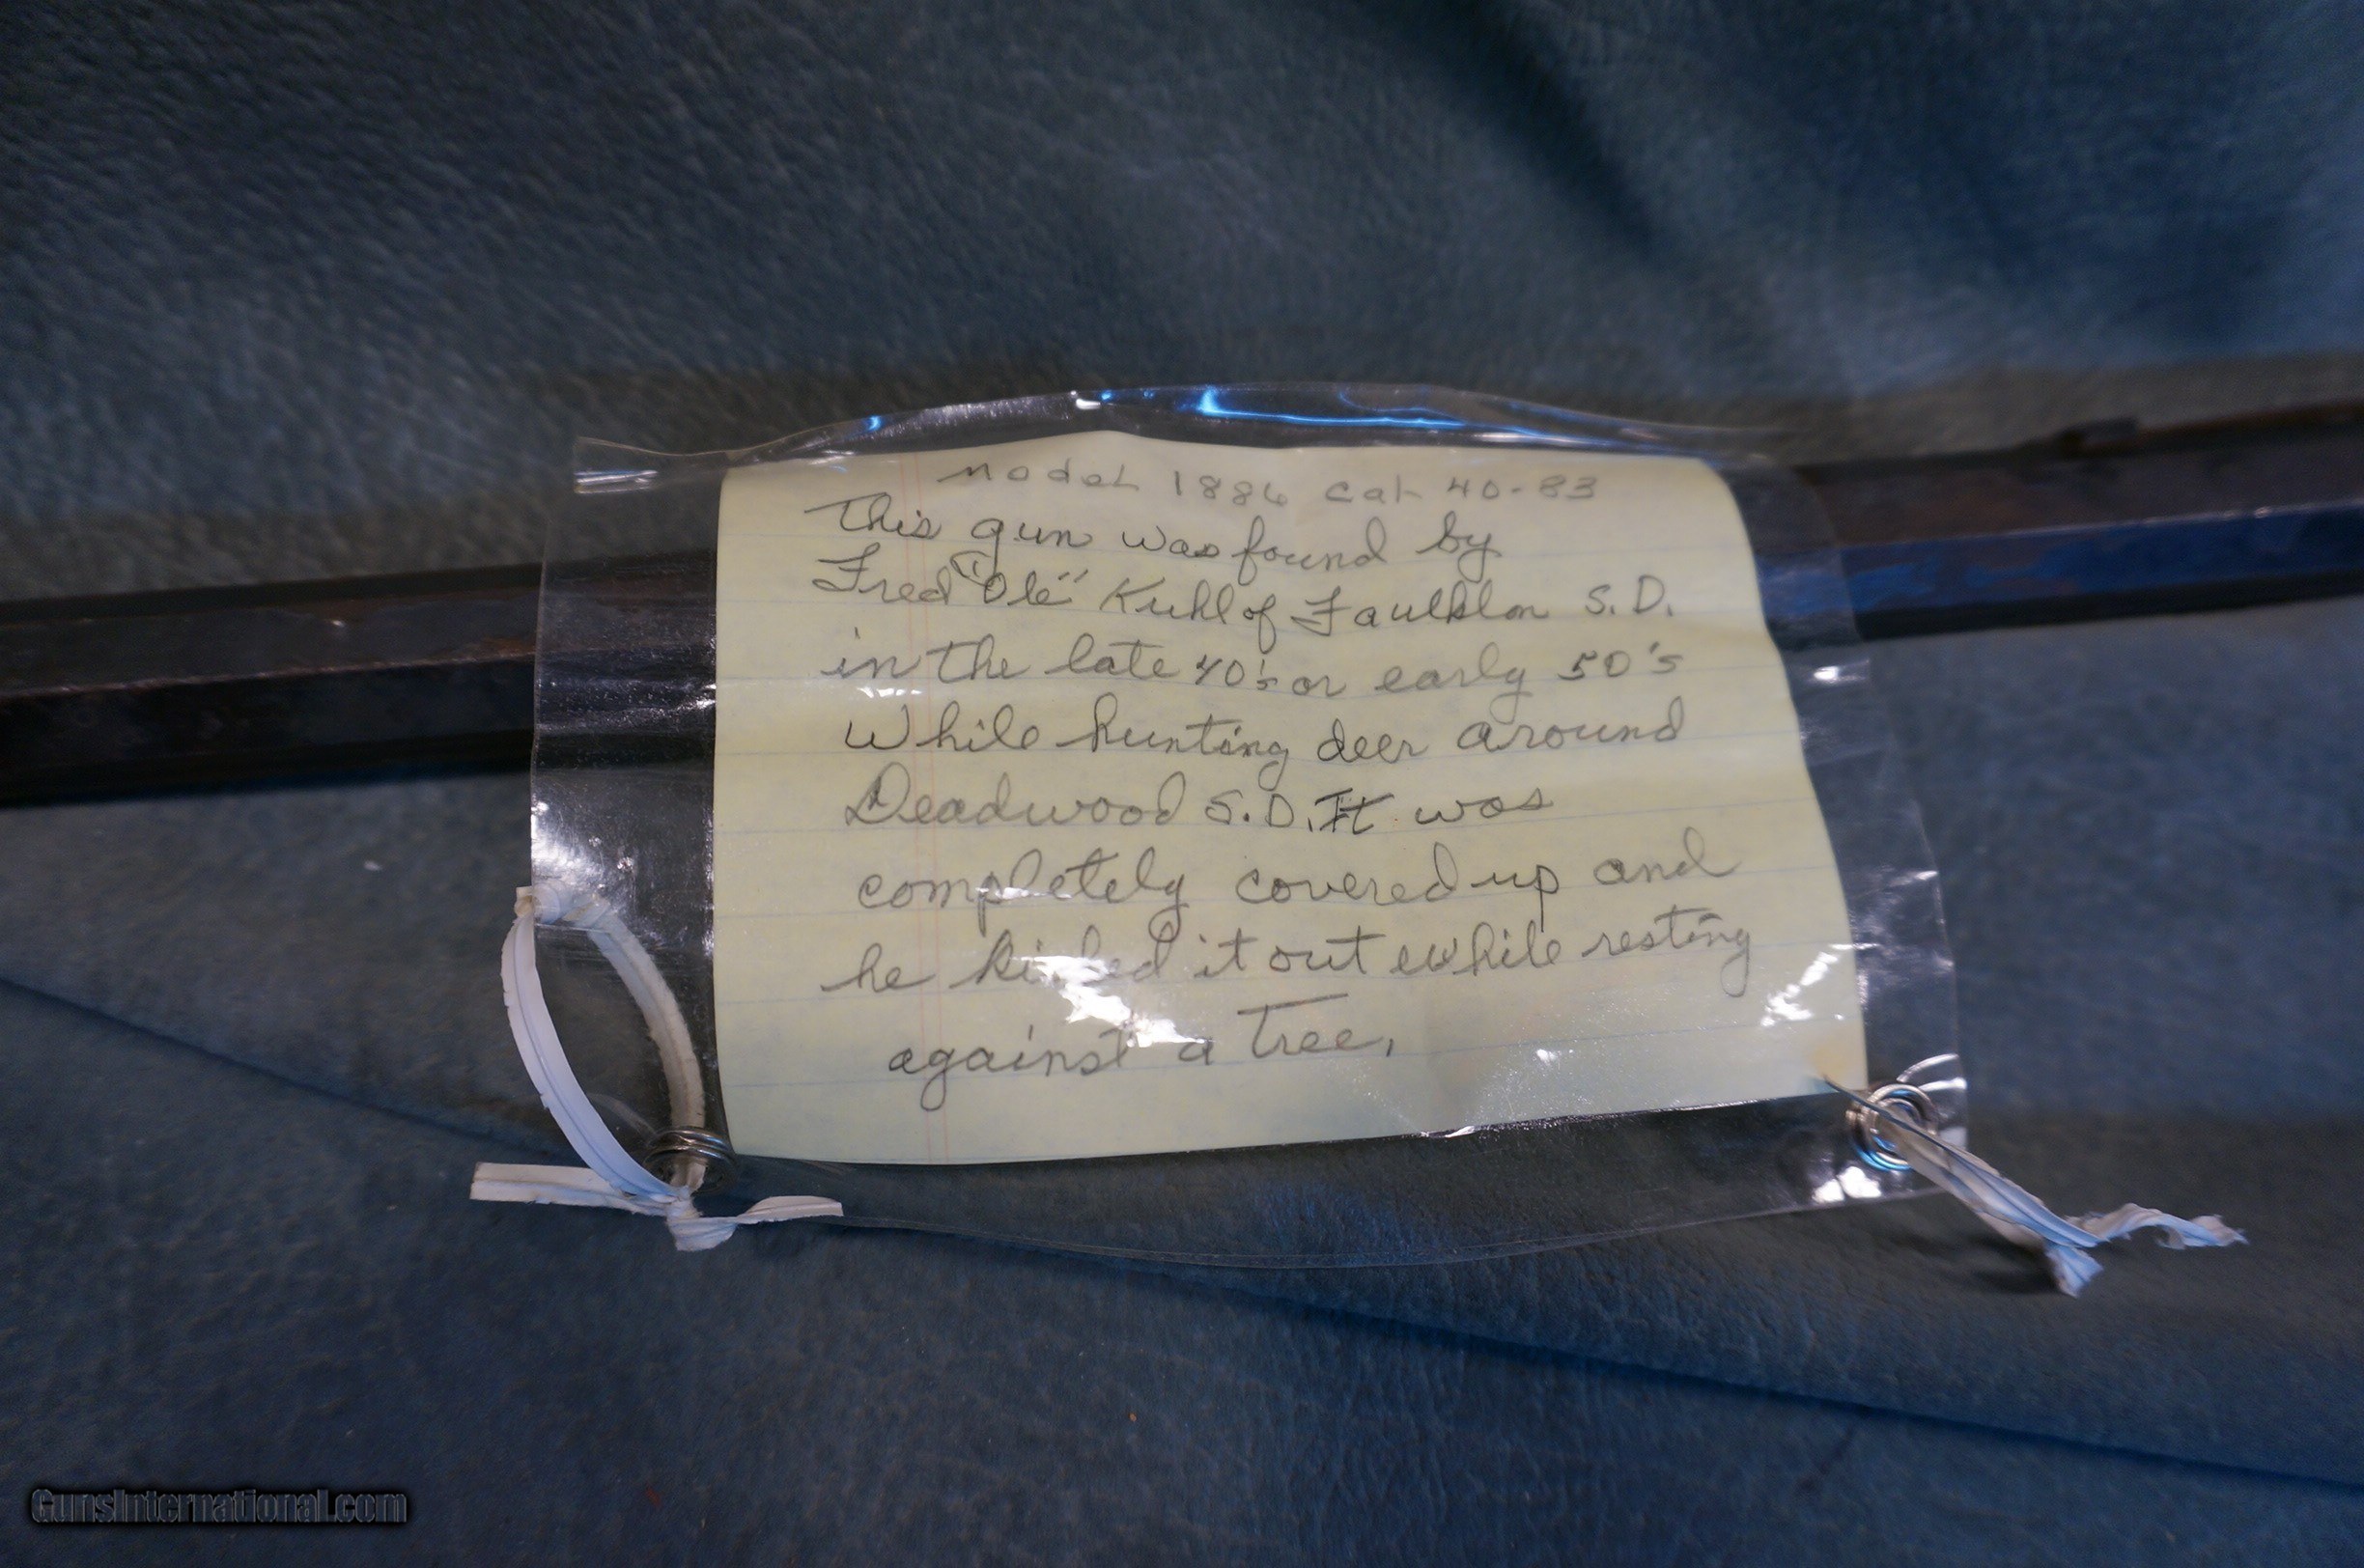 Model 1886 Cal 40-83
This gun was found by
Fred "Ole" Kuhl of Faulkton S.D.
in the late 40's or early 50's
While hunting deer around
Deadwood S.D. It was
completely covered up and
he kicked it out while resting
against a tree.
GunsInternational.com